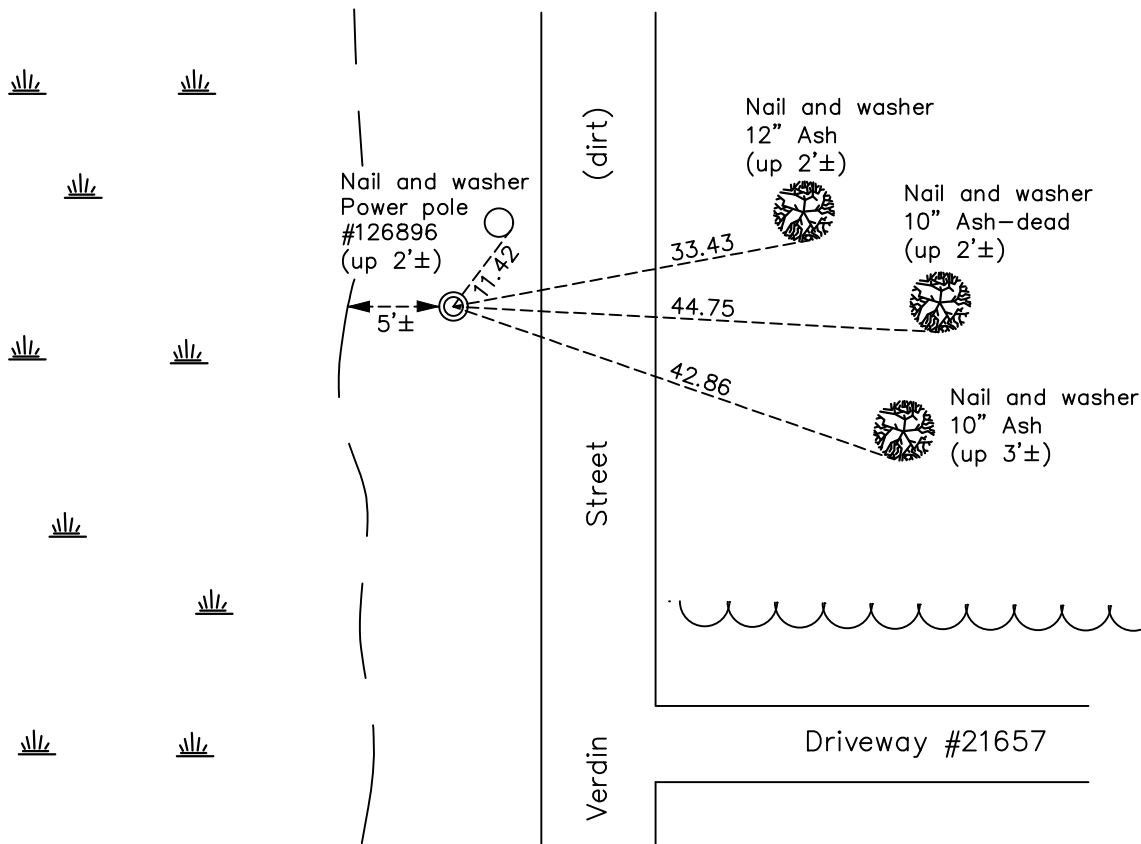 Nail and washer
12” Ash
(up 2’±)
Nail and washer
Power pole
#126896
(up 2’±)
Nail and washer
10” Ash–dead
(up 2’±)
(dirt)
33.43
11.42
44.75
5’±
42.86
Nail and washer
10” Ash
(up 3’±)
Verdin Street
Driveway #21657